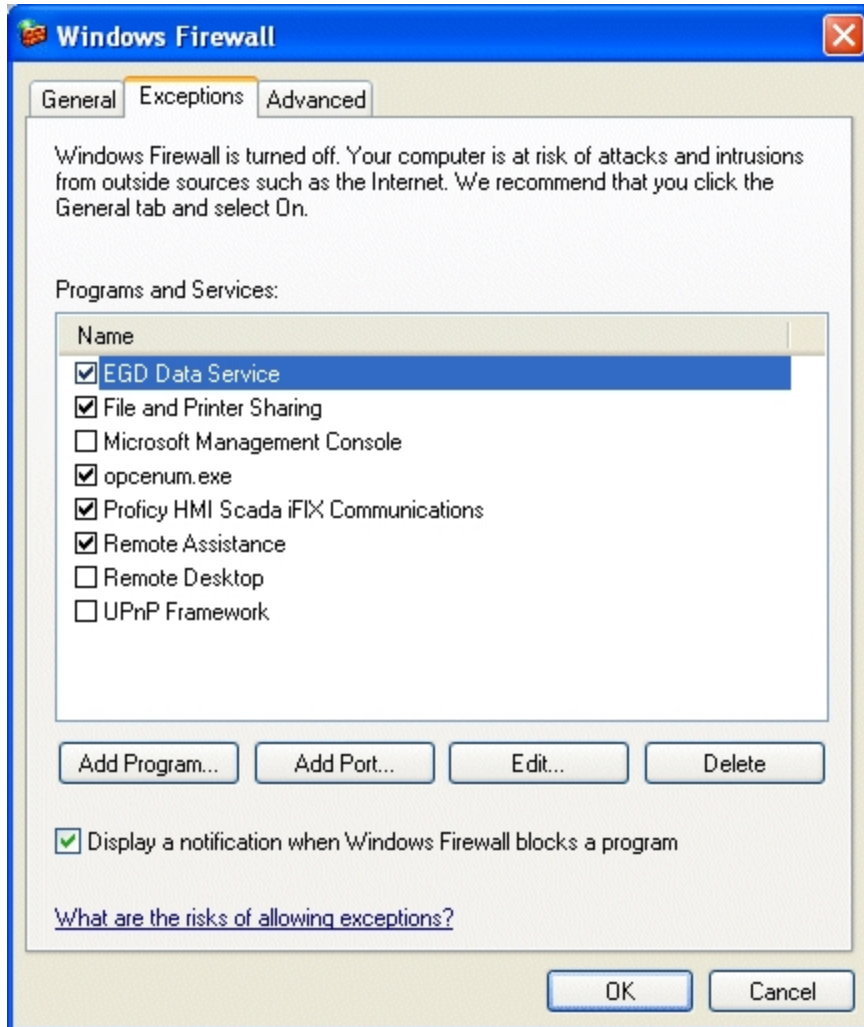 Windows Firewall
General Exceptions Advanced
Windows Firewall is turned off. Your computer is at risk of attacks and intrusions
from outside sources such as the Internet. We recommend that you click the
General tab and select On.
Programs and Services:
Name
EGD Data Service
File and Printer Sharing
Microsoft Management Console
opcenum.exe
Proficy HMI Scada iFIX Communications
Remote Assistance
Remote Desktop
UPnP Framework
Add Program... Add Port... Edit... Delete
Display a notification when Windows Firewall blocks a program
What are the risks of allowing exceptions?
OK Cancel